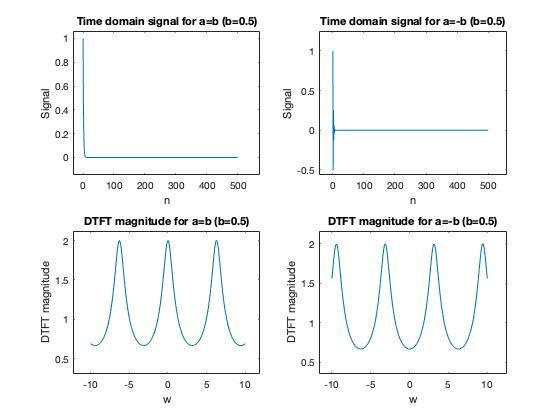 Time domain signal for a=b (b=0.5)
Signal
1
0.8
0.6
0.4
0.2
0
0 100 200 300 400 500
n
Time domain signal for a=-b (b=0.5)
Signal
1
0.5
0
-0.5
0 100 200 300 400 500
n
DTFT magnitude for a=b (b=0.5)
DTFT magnitude
2
1.5
1
0.5
-10 -5 0 5 10
w
DTFT magnitude for a=-b (b=0.5)
DTFT magnitude
2
1.5
1
0.5
-10 -5 0 5 10
w